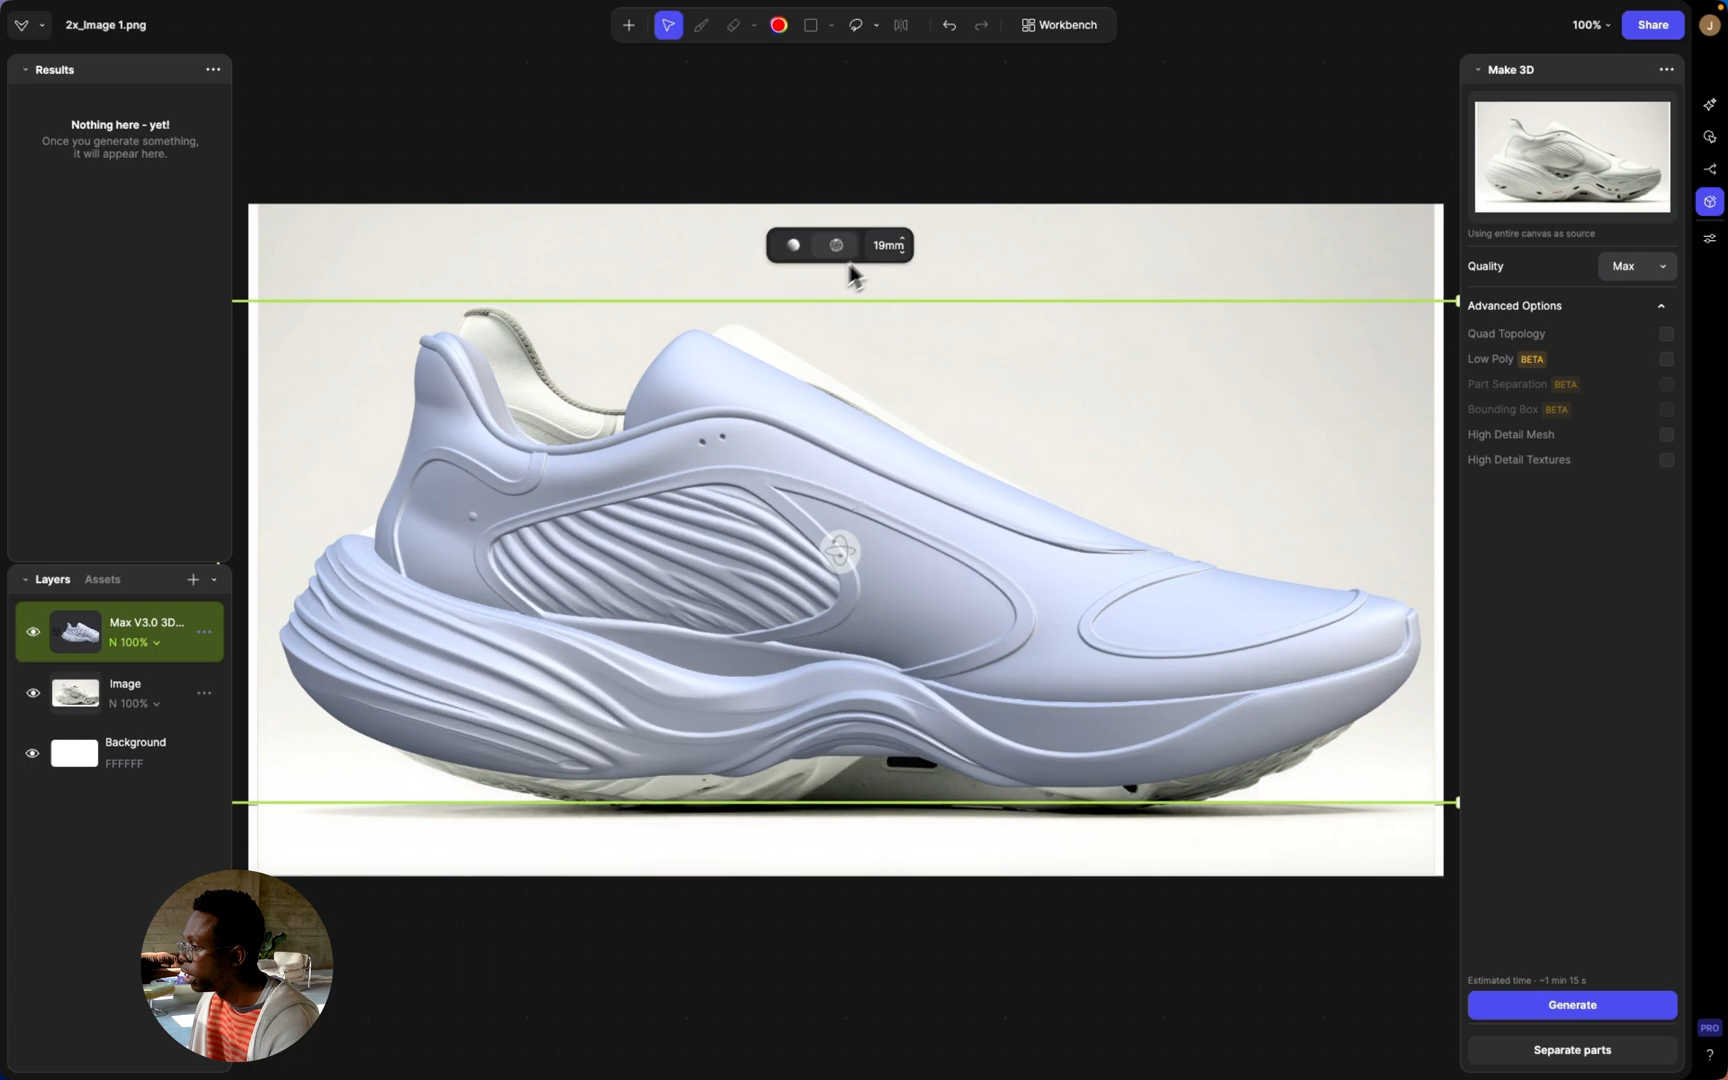 2x_Image 1.png
Workbench
100%
Share
J
Results
Nothing here - yet!
Once you generate something,
it will appear here.
Layers
Assets
Max V3.0 3D...
N 100%
Image
N 100%
Background
FFFFFF
19mm
Make 3D
Using entire canvas as source
Quality
Max
Advanced Options
Quad Topology
Low Poly BETA
Part Separation BETA
Bounding Box BETA
High Detail Mesh
High Detail Textures
Estimated time · ~1 min 15 s
Generate
Separate parts
PRO
?